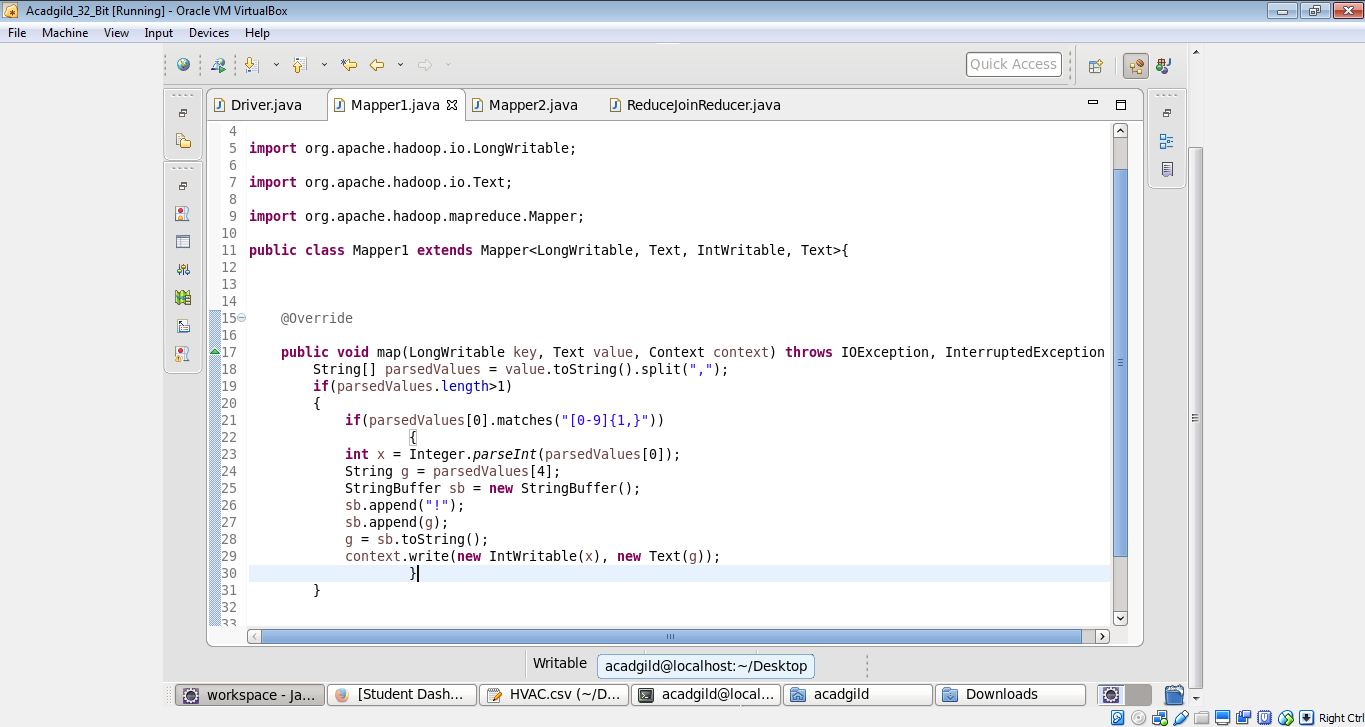 Acadgild_32_Bit [Running] - Oracle VM VirtualBox
File Machine View Input Devices Help
Quick Access
Driver.java Mapper1.java Mapper2.java ReduceJoinReducer.java
4
5 import org.apache.hadoop.io.LongWritable;
6
7 import org.apache.hadoop.io.Text;
8
9 import org.apache.hadoop.mapreduce.Mapper;
10
11 public class Mapper1 extends Mapper<LongWritable, Text, IntWritable, Text>{
12
13
14
15 @Override
16
17 public void map(LongWritable key, Text value, Context context) throws IOException, InterruptedException
18 String[] parsedValues = value.toString().split(",");
19 if(parsedValues.length>1)
20 {
21 if(parsedValues[0].matches("[0-9]{1,}"))
22 {
23 int x = Integer.parseInt(parsedValues[0]);
24 String g = parsedValues[4];
25 StringBuffer sb = new StringBuffer();
26 sb.append("!");
27 sb.append(g);
28 g = sb.toString();
29 context.write(new IntWritable(x), new Text(g));
30 }
31 }
32
33
Writable acadgild@localhost:~/Desktop
workspace - Ja... [Student Dash... HVAC.csv (~/D... acadgild@local... acadgild Downloads
Right Ctrl